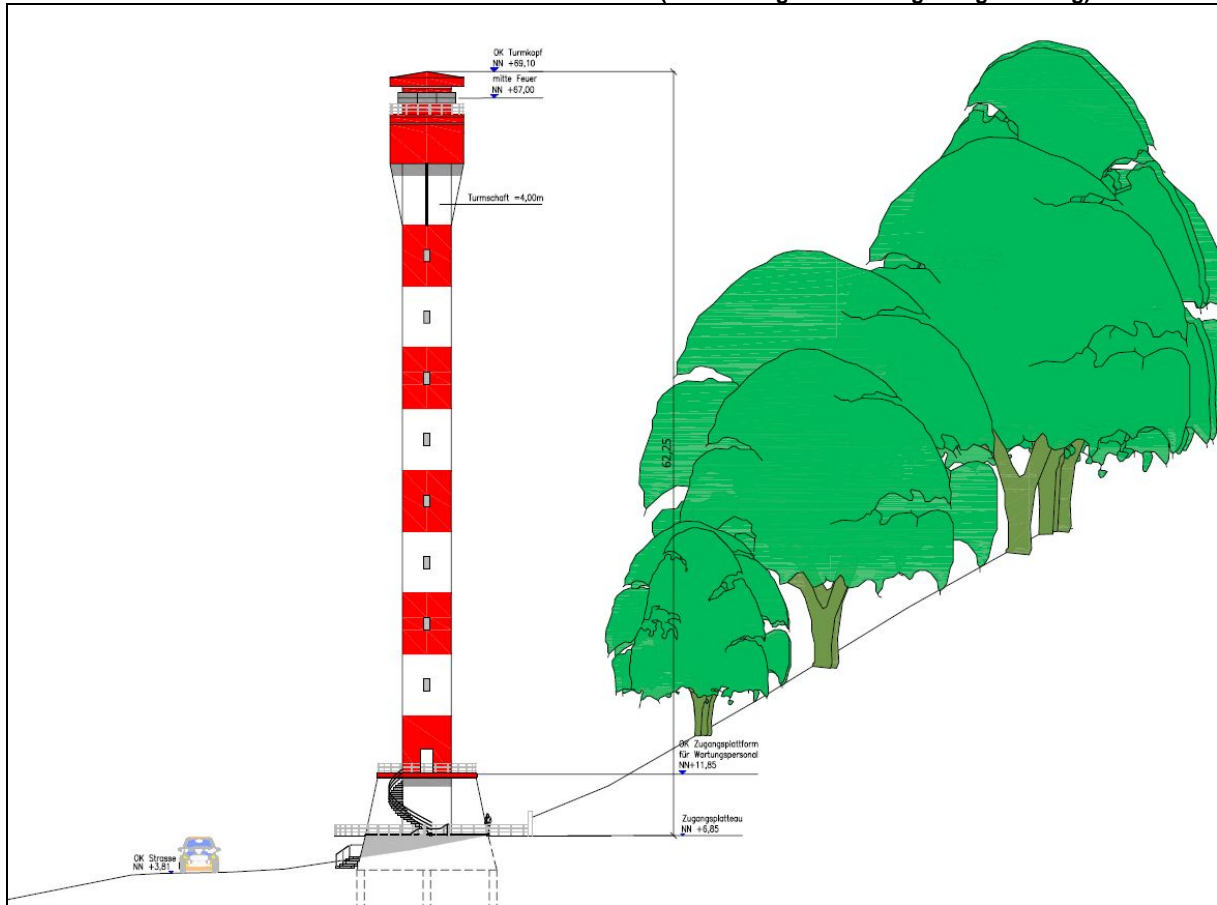 OK Turmkopf
NN +69,10
mitte Feuer
NN +67,00
Turmschaft =4,00m
62,25
OK Zugangsplattform
für Wartungspersonal
NN+11,85
Zugangsplateau
NN +6,85
OK Strasse
NN +3,81